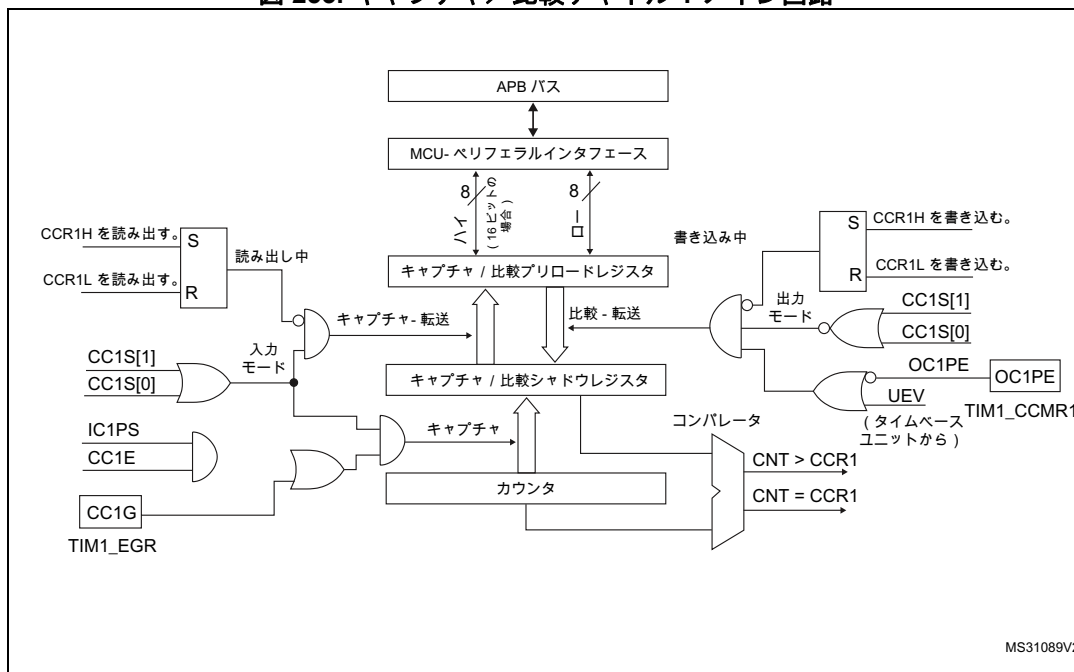 APB バス
MCU- ペリフェラルインタフェース
8
ハイ
( 16 ビットの
場合 )
8
ロー
CCR1H を読み出す。
S
読み出し中
CCR1L を読み出す。
R
書き込み中
S
CCR1H を書き込む。
R
CCR1L を書き込む。
キャプチャ / 比較プリロードレジスタ
キャプチャ- 転送
比較 - 転送
出力
モード
CC1S[1]
CC1S[0]
入力
モード
CC1S[1]
CC1S[0]
キャプチャ / 比較シャドウレジスタ
OC1PE
OC1PE
UEV
TIM1_CCMR1
( タイムベース
ユニットから )
IC1PS
CC1E
キャプチャ
コンパレータ
CNT > CCR1
カウンタ
CNT = CCR1
CC1G
TIM1_EGR
MS31089V2